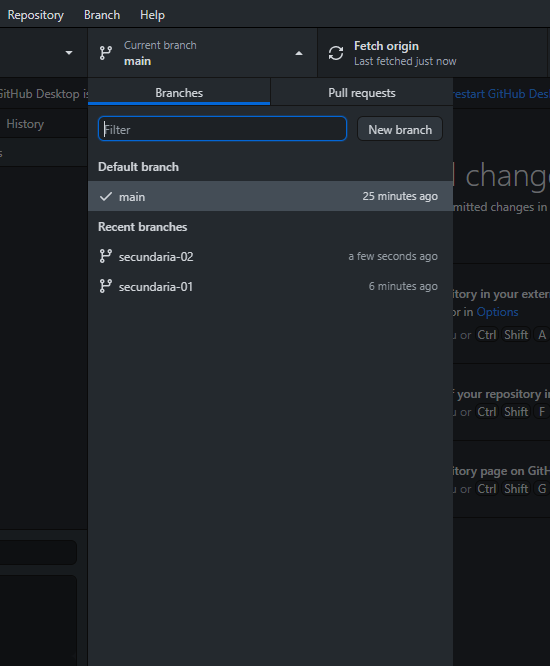 Repository Branch Help
Current branch
main
Fetch origin
Last fetched just now
GitHub Desktop is
restart GitHub Des
Branches Pull requests
History
Filter
New branch
Default branch
main 25 minutes ago
Recent branches
secundaria-02 a few seconds ago
secundaria-01 6 minutes ago
change
mitted changes in
itory in your exter
or in Options
u or Ctrl Shift A
f your repository in
u or Ctrl Shift F
itory page on GitH
u or Ctrl Shift G